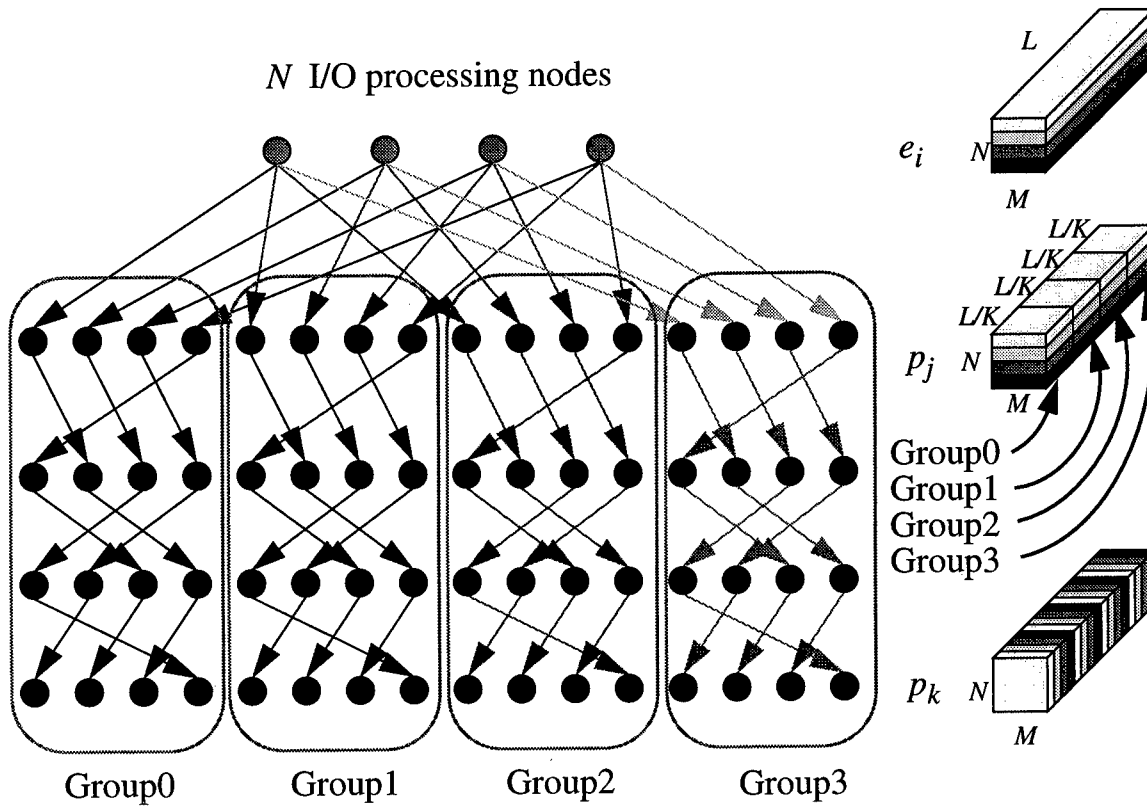 N I/O processing nodes
L
e_i
N
M
L/K
L/K
L/K
L/K
p_j
N
M
Group0
Group1
Group2
Group3
p_k
N
M
Group0
Group1
Group2
Group3